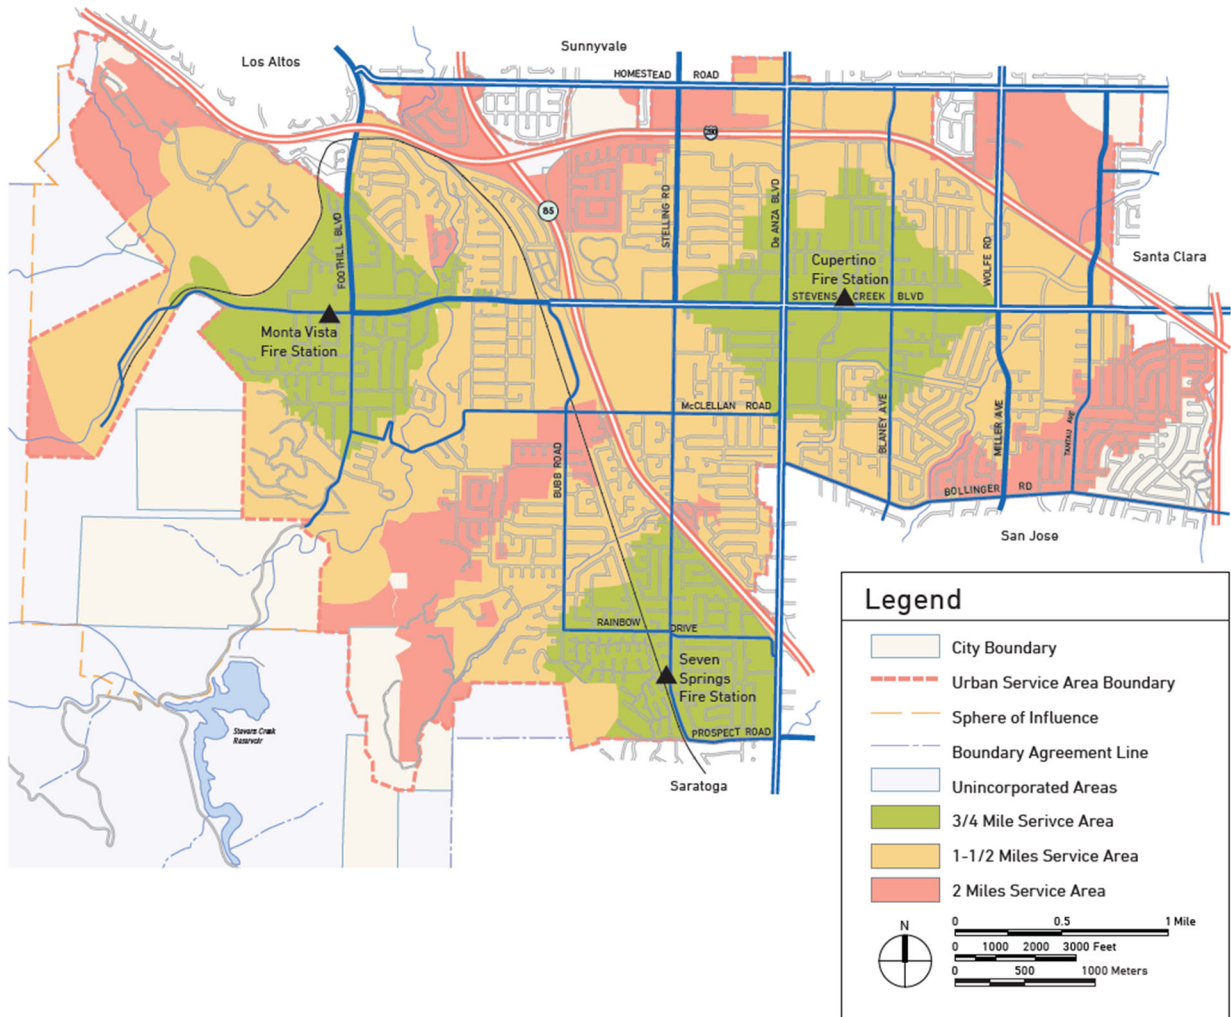 Sunnyvale
Los Altos
HOMESTEAD ROAD
280
85
FOOTHILL BLVD
STELLING RD
De ANZA BLVD
WOLFE RD
Santa Clara
Cupertino
Fire Station
STEVENS CREEK BLVD
Monta Vista
Fire Station
McCLELLAN ROAD
BUBB ROAD
BLANEY AVE
MILLER AVE
TANTAU AVE
BOLLINGER RD
San Jose
RAINBOW DRIVE
Seven
Springs
Fire Station
PROSPECT ROAD
Saratoga
Stevens Creek
Reservoir
Legend
City Boundary
Urban Service Area Boundary
Sphere of Influence
Boundary Agreement Line
Unincorporated Areas
3/4 Mile Serivce Area
1-1/2 Miles Service Area
2 Miles Service Area
N
0 0.5 1 Mile
0 1000 2000 3000 Feet
0 500 1000 Meters